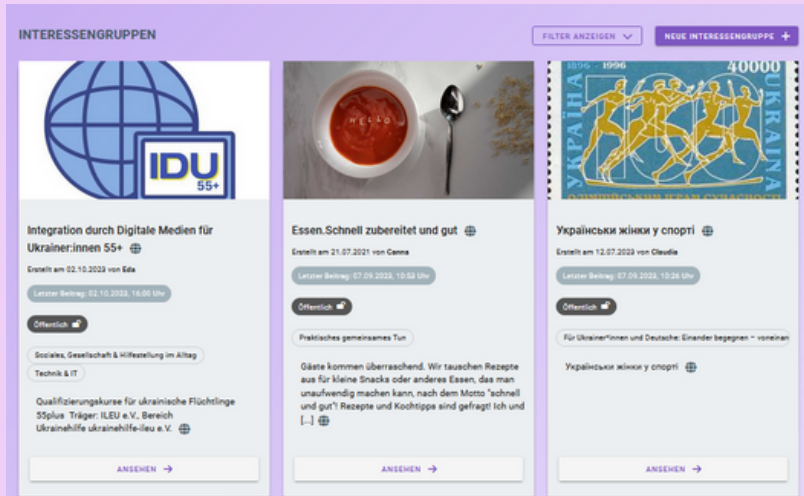 INTERESSENGRUPPEN
FILTER ANZEIGEN
NEUE INTERESSENGRUPPE +
IDU
55+
Integration durch Digitale Medien für
Ukrainer:innen 55+
Erstellt am 02.10.2023 von Eda
Letzter Beitrag: 02.10.2023, 16:00 Uhr
Öffentlich
Soziales, Gesellschaft & Hilfestellung im Alltag
Technik & IT
Qualifizierungskurse für ukrainische Flüchtlinge
55plus Träger: ILEU e.V., Bereich
Ukrainehilfe ukrainehilfe-ileu e.V.
ANSEHEN →
HELLO
Essen.Schnell zubereitet und gut
Erstellt am 21.07.2021 von Canna
Letzter Beitrag: 07.09.2023, 10:53 Uhr
Öffentlich
Praktisches gemeinsames Tun
Gäste kommen überraschend. Wir tauschen Rezepte
aus für kleine Snacks oder anderes Essen, das man
unaufwendig machen kann, nach dem Motto "schnell
und gut"! Rezepte und Kochtipps sind gefragt! Ich und
[...]
ANSEHEN →
1896 - 1996
40000
УКРАЇНА
UKRAINA
ОЛІМПІЙСЬКИМ ІГРАМ СУЧАСНОСТІ
Українськи жінки у спорті
Erstellt am 12.07.2023 von Claudia
Letzter Beitrag: 07.09.2023, 10:26 Uhr
Öffentlich
Für Ukrainer*innen und Deutsche: Einander begegnen – voneinan
Українськи жінки у спорті
ANSEHEN →